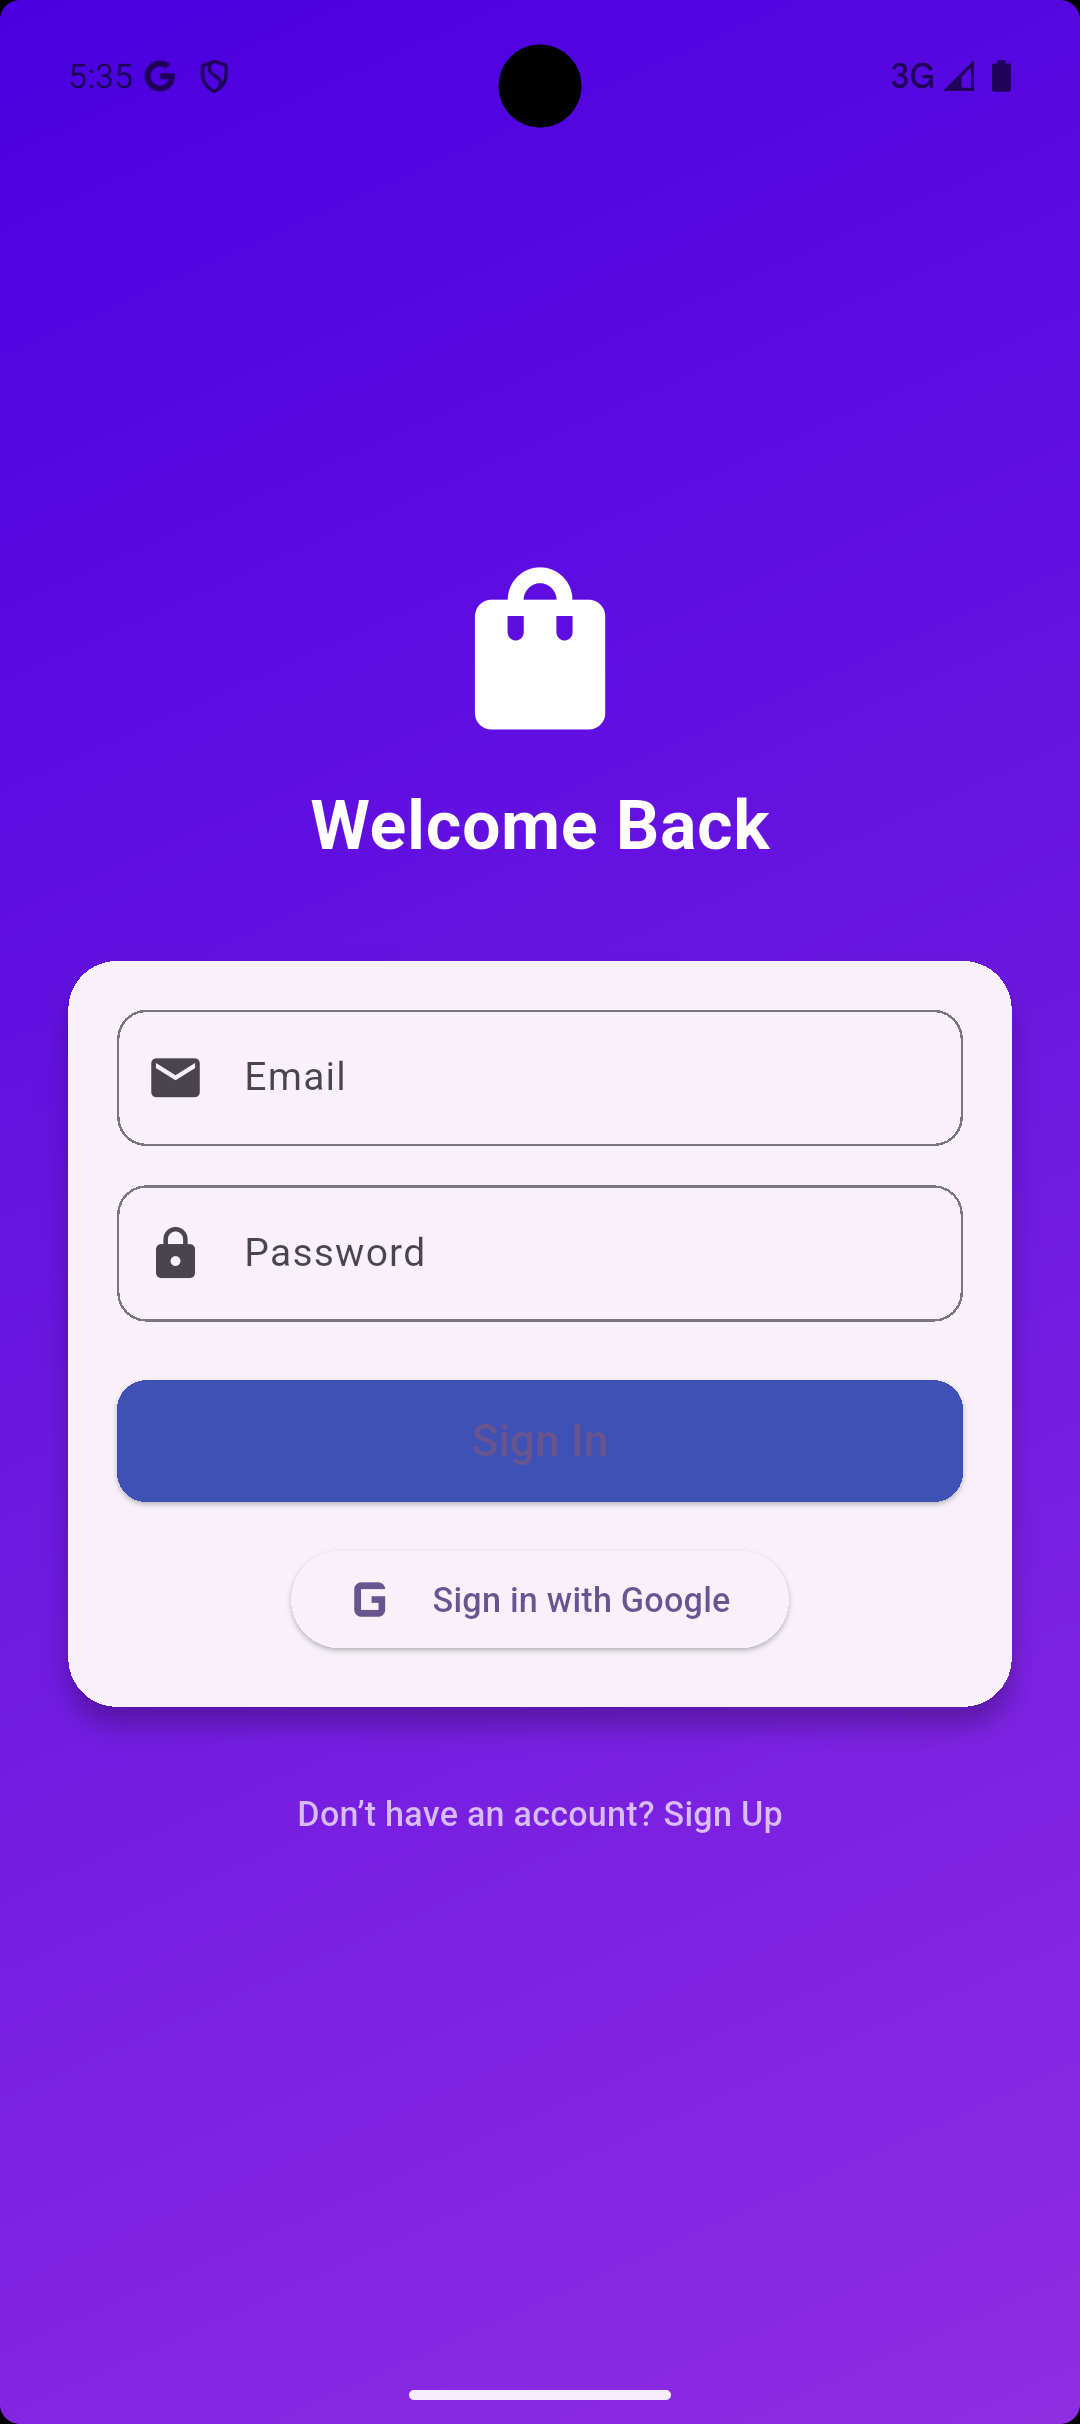 5:35
3G
Welcome Back
Email
Password
Sign In
Sign in with Google
Don’t have an account? Sign Up